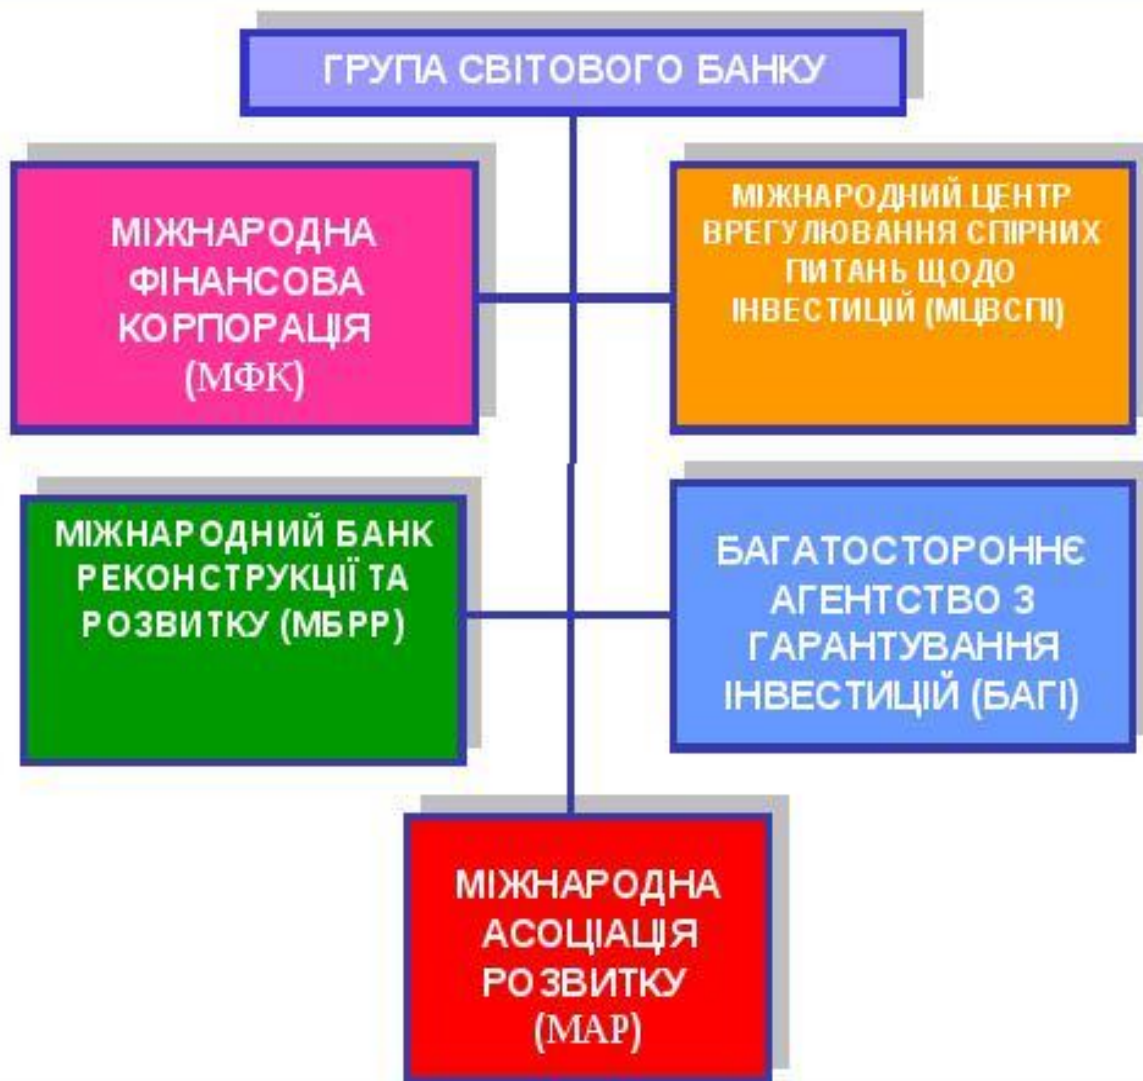 ГРУПА СВІТОВОГО БАНКУ
МІЖНАРОДНА
ФІНАНСОВА
КОРПОРАЦІЯ
(МФК)
МІЖНАРОДНИЙ ЦЕНТР
ВРЕГУЛЮВАННЯ СПІРНИХ
ПИТАНЬ ЩОДО
ІНВЕСТИЦІЙ (МЦВСПІ)
МІЖНАРОДНИЙ БАНК
РЕКОНСТРУКЦІЇ ТА
РОЗВИТКУ (МБРР)
БАГАТОСТОРОННЄ
АГЕНТСТВО З
ГАРАНТУВАННЯ
ІНВЕСТИЦІЙ (БАГІ)
МІЖНАРОДНА
АСОЦІАЦІЯ
РОЗВИТКУ
(МАР)